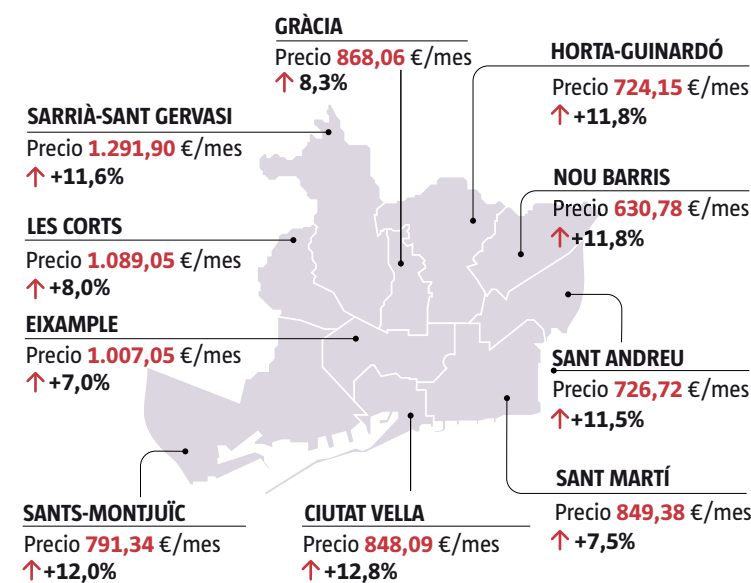 GRÀCIA
Precio 868,06 €/mes
↑ 8,3%
HORTA-GUINARDÓ
Precio 724,15 €/mes
↑ +11,8%
SARRIÀ-SANT GERVASI
Precio 1.291,90 €/mes
↑ +11,6%
NOU BARRIS
Precio 630,78 €/mes
↑ +11,8%
LES CORTS
Precio 1.089,05 €/mes
↑ +8,0%
EIXAMPLE
Precio 1.007,05 €/mes
↑ +7,0%
SANT ANDREU
Precio 726,72 €/mes
↑ +11,5%
SANT MARTÍ
Precio 849,38 €/mes
↑ +7,5%
SANTS-MONTJUÏC
Precio 791,34 €/mes
↑ +12,0%
CIUTAT VELLA
Precio 848,09 €/mes
↑ +12,8%